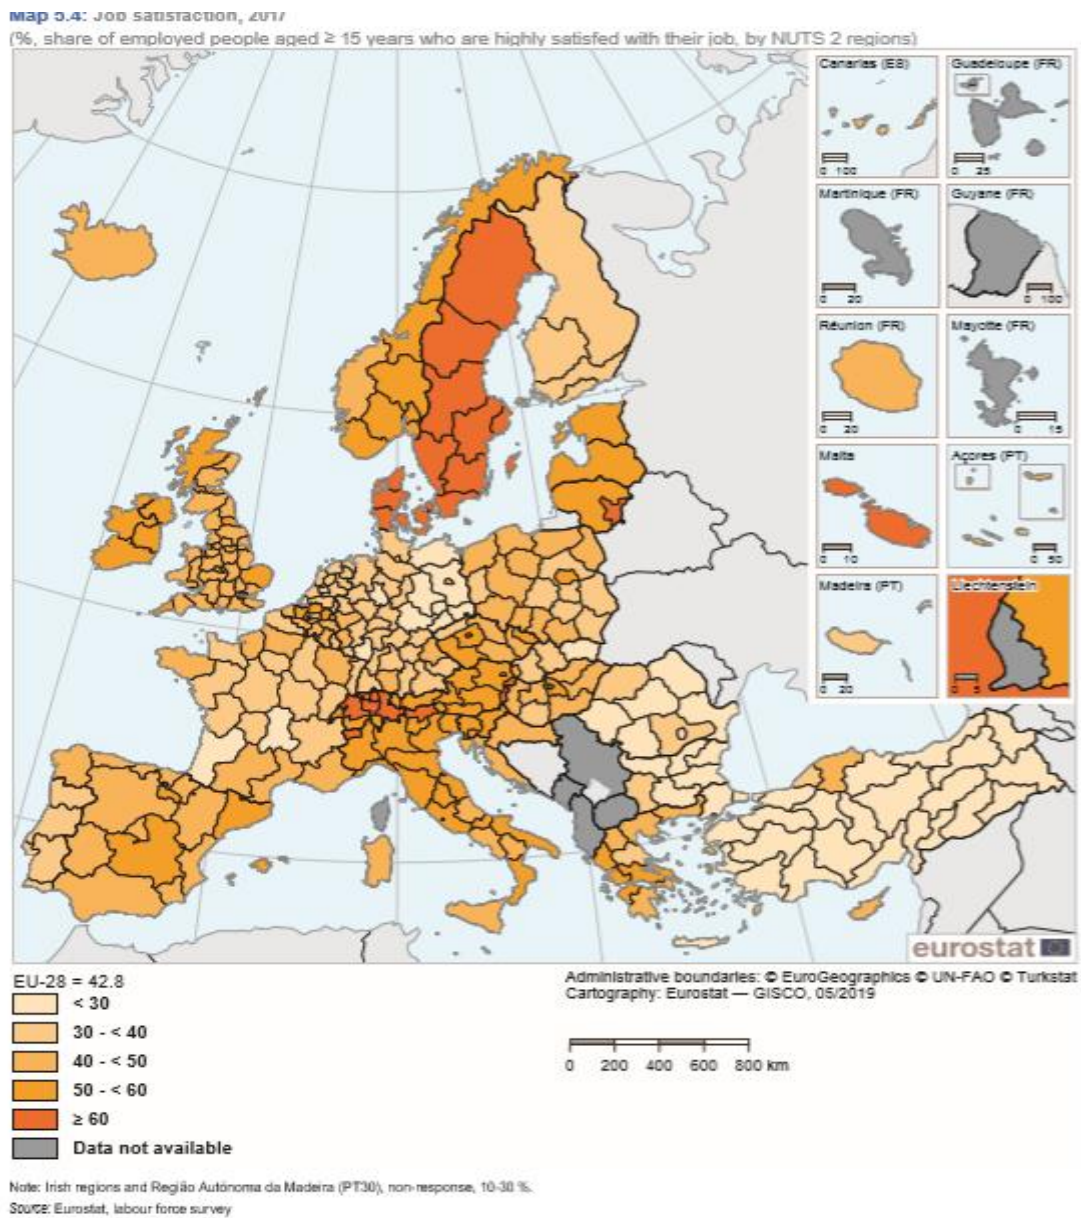 Map 5.4: Job satisfaction, 2017
(%, share of employed people aged ≥ 15 years who are highly satisfed with their job, by NUTS 2 regions)
Canarias (ES)
0 100
Guadeloupe (FR)
0 25
Martinique (FR)
0 20
Guyane (FR)
0 100
Réunion (FR)
0 20
Mayotte (FR)
0 15
Malta
0 10
Açores (PT)
0 50
Madeira (PT)
0 20
Liechtenstein
0 5
eurostat
EU-28 = 42.8
< 30
30 - < 40
40 - < 50
50 - < 60
≥ 60
Data not available
Administrative boundaries: © EuroGeographics © UN-FAO © Turkstat
Cartography: Eurostat — GISCO, 05/2019
0 200 400 600 800 km
Note: Irish regions and Região Autónoma da Madeira (PT30), non-response, 10-30 %.
Source: Eurostat, labour force survey